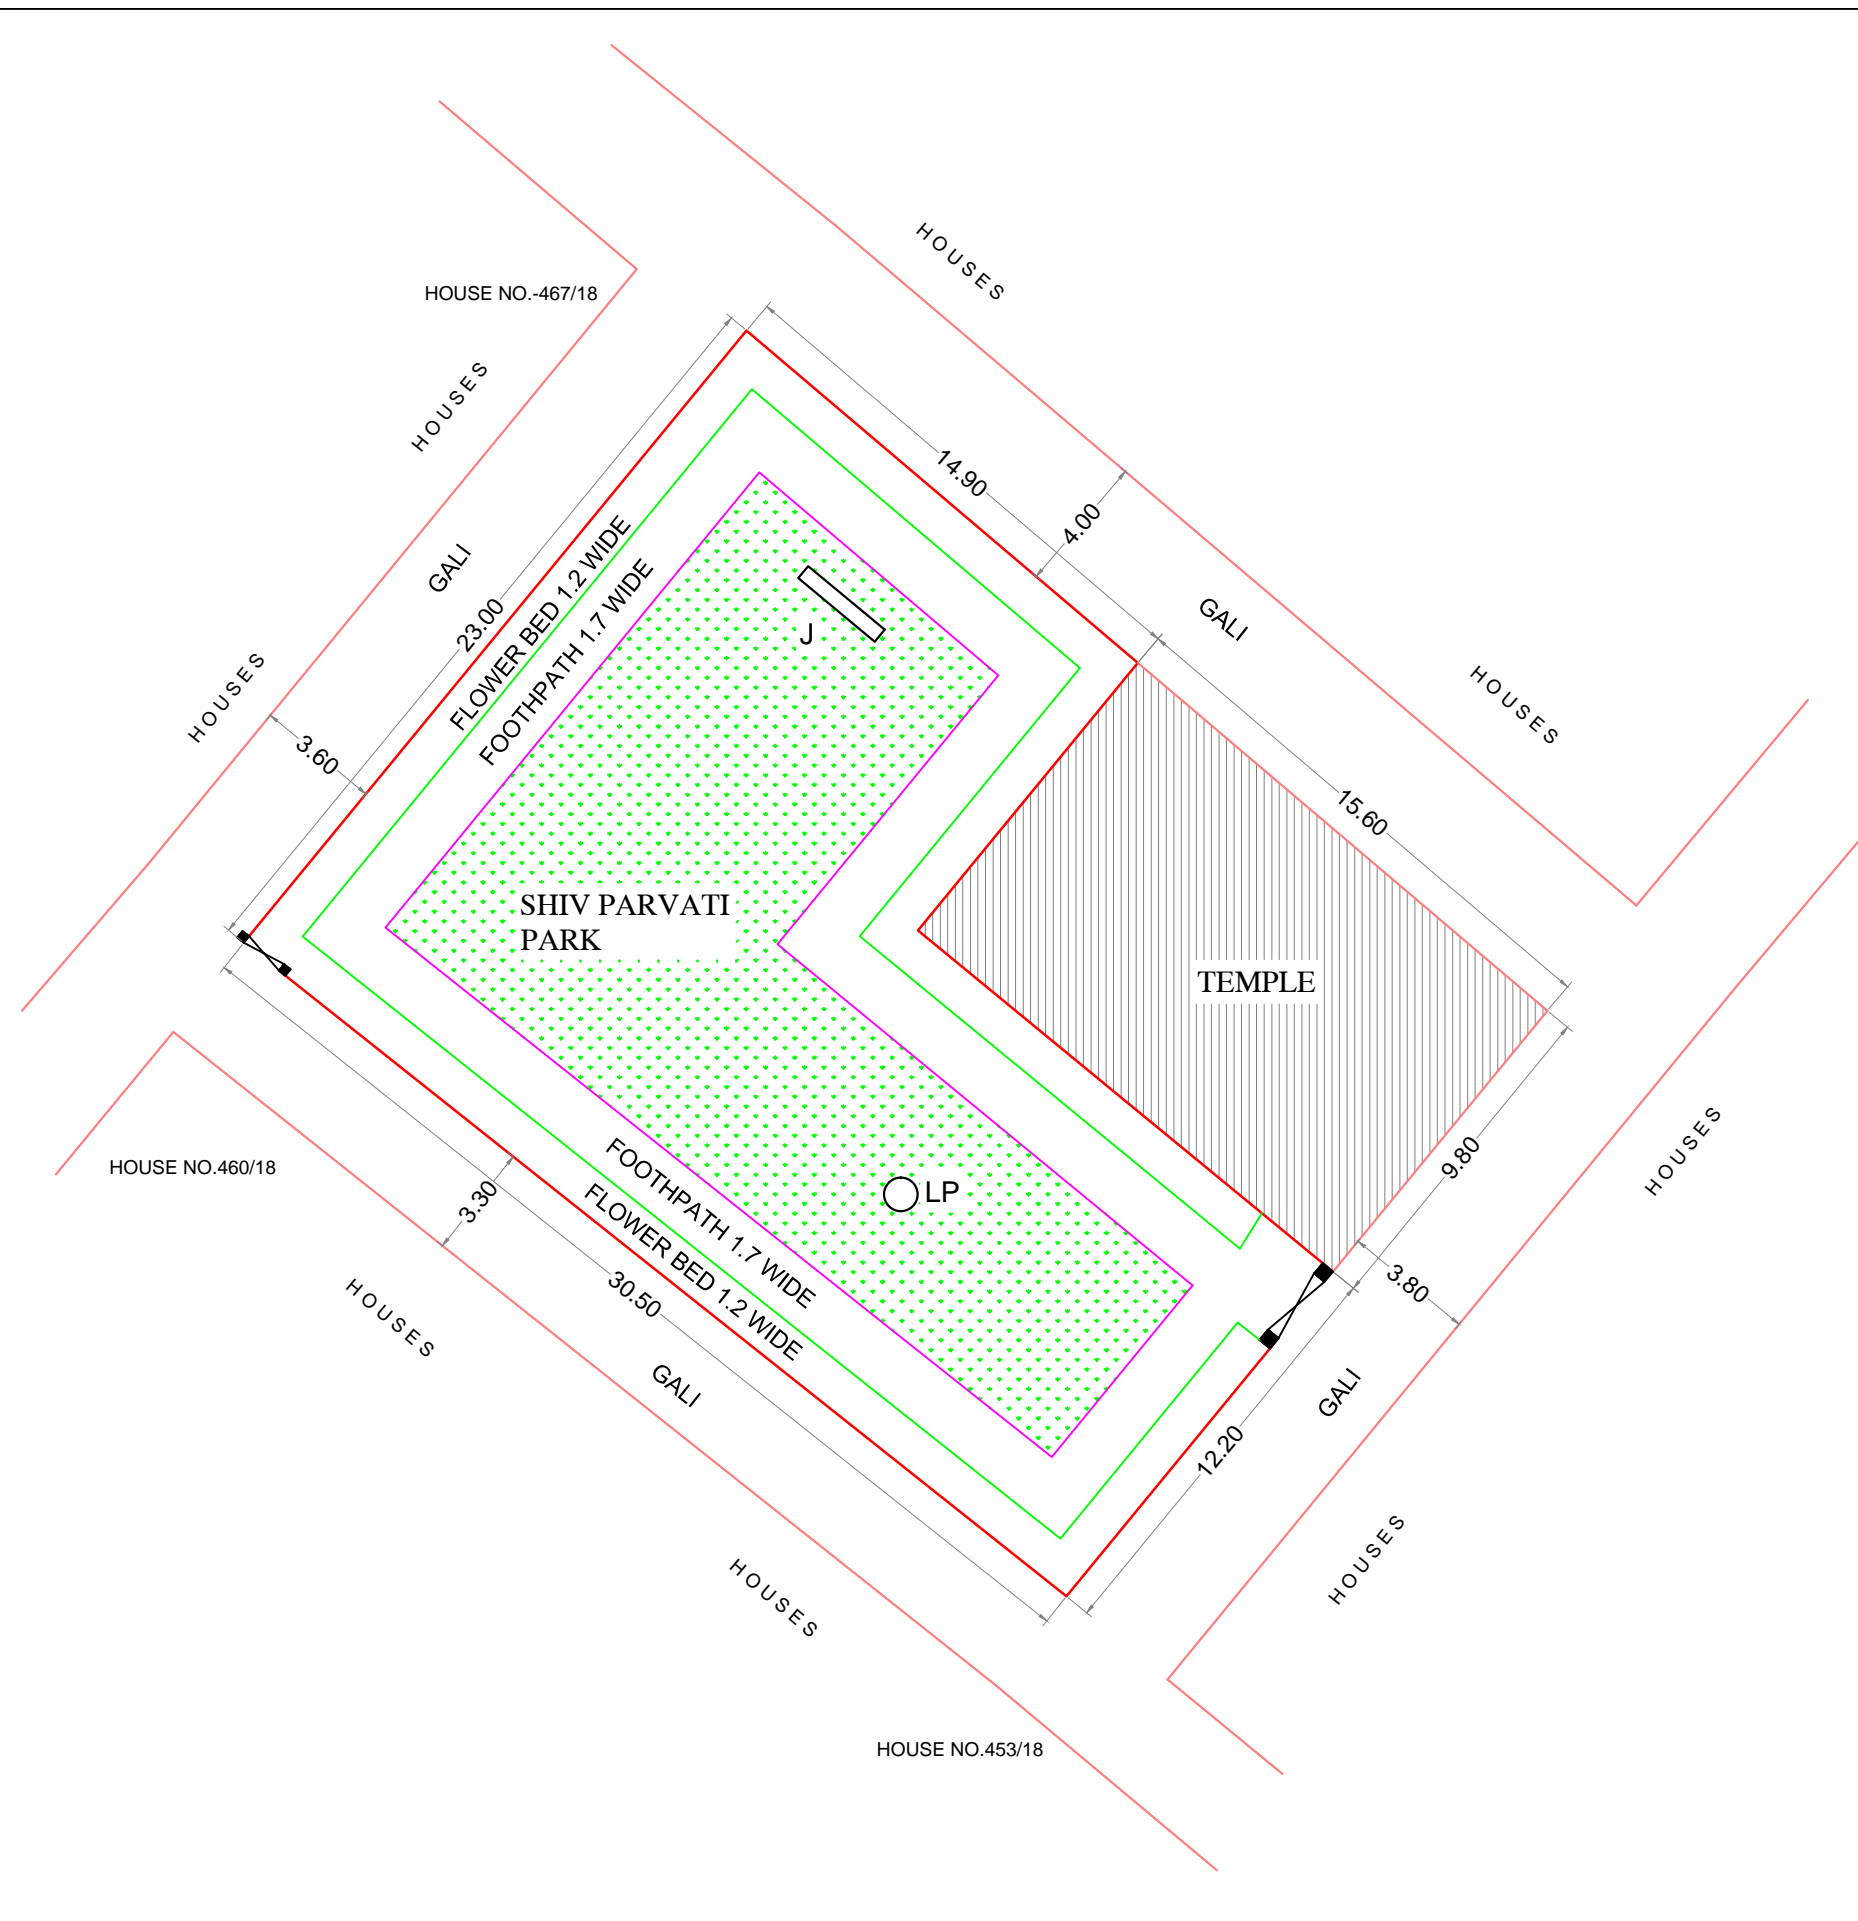 HOUSES
HOUSE NO.-467/18
HOUSES
14.90
4.00
GALI
23.00
FLOWER BED 1.2 WIDE
FOOTHPATH 1.7 WIDE
J
GALI
HOUSES
HOUSES
3.60
15.60
SHIV PARVATI
PARK
TEMPLE
HOUSE NO.460/18
3.30
FOOTHPATH 1.7 WIDE
FLOWER BED 1.2 WIDE
LP
9.80
HOUSES
3.80
HOUSES
30.50
GALI
GALI
12.20
HOUSES
HOUSES
HOUSE NO.453/18